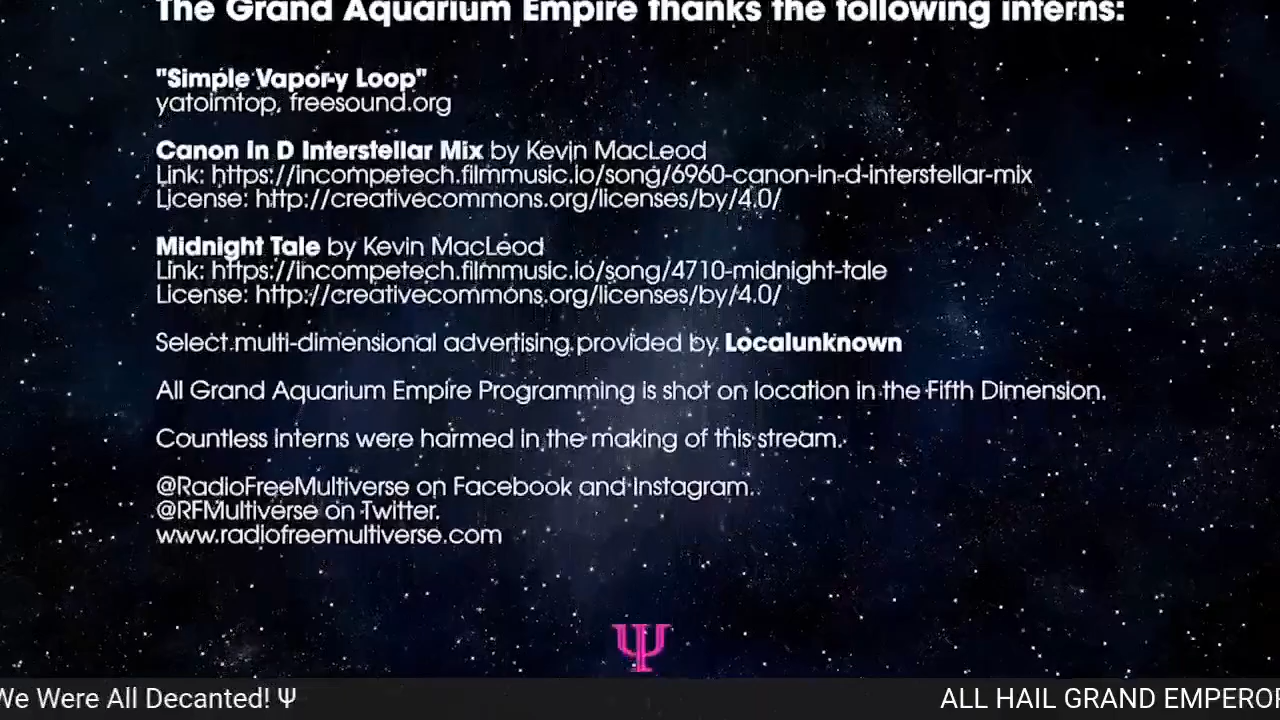 The Grand Aquarium Empire thanks the following interns:
"Simple Vapor-y Loop"
yatoimtop, freesound.org
Canon In D Interstellar Mix by Kevin MacLeod
Link: https://incompetech.filmmusic.io/song/6960-canon-in-d-interstellar-mix
License: http://creativecommons.org/licenses/by/4.0/
Midnight Tale by Kevin MacLeod
Link: https://incompetech.filmmusic.io/song/4710-midnight-tale
License: http://creativecommons.org/licenses/by/4.0/
Select multi-dimensional advertising provided by Localunknown
All Grand Aquarium Empire Programming is shot on location in the Fifth Dimension.
Countless interns were harmed in the making of this stream.
@RadioFreeMultiverse on Facebook and Instagram.
@RFMultiverse on Twitter.
www.radiofreemultiverse.com
Ψ
We Were All Decanted! Ψ ALL HAIL GRAND EMPEROR